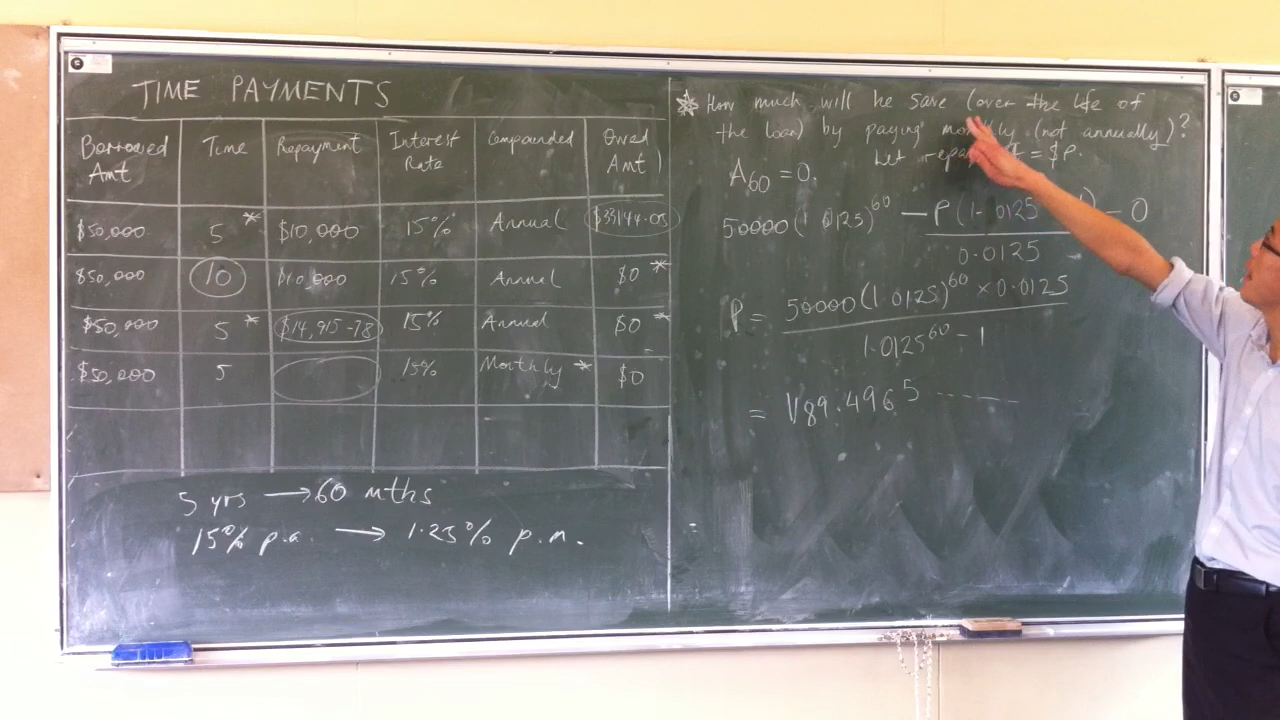 TIME PAYMENTS
Borrowed Amt | Time | Repayment | Interest Rate | Compounded | Owed Amt
$50,000 | 5 * | $10,000 | 15% | Annual | $33144.05
$50,000 | 10 | $10,000 | 15% | Annual | $0 *
$50,000 | 5 * | $14,915-78 | 15% | Annual | $0 *
$50,000 | 5 | 15% | Monthly * | $0
5 yrs → 60 mths
15% p.a. → 1.25% p.m.
* How much will he save (over the life of
the loan) by paying monthly (not annually)?
Let = $P.
A₆₀ = 0.
50000(1.0125)⁶⁰ − P(1.0125 1) = 0
0.0125
P = 50000(1.0125)⁶⁰ × 0.0125
1.0125⁶⁰ − 1
= 1189.4965 ------